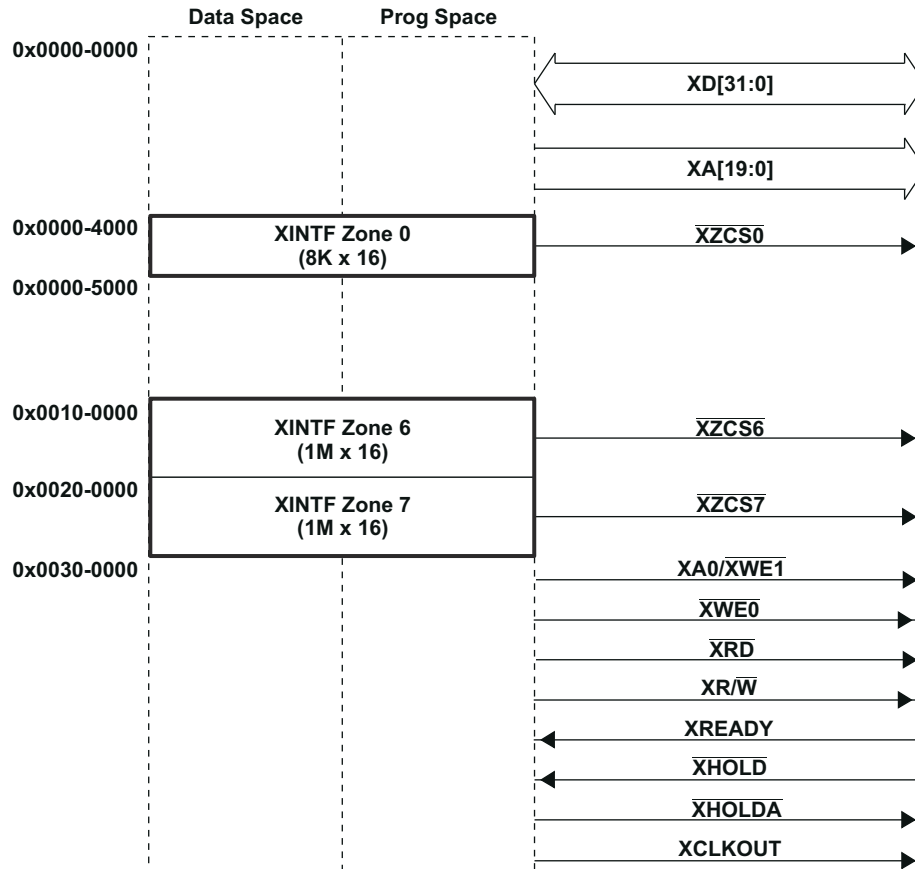 Data Space Prog Space
0x0000-0000
XD[31:0]
XA[19:0]
0x0000-4000
XINTF Zone 0
(8K x 16)
XZCS0
0x0000-5000
0x0010-0000
XINTF Zone 6
(1M x 16)
XZCS6
0x0020-0000
XINTF Zone 7
(1M x 16)
XZCS7
0x0030-0000
XA0/XWE1
XWE0
XRD
XR/W
XREADY
XHOLD
XHOLDA
XCLKOUT